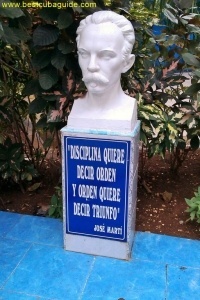 www.bestcubaguide.com
"DISCIPLINA QUIERE
DECIR ORDEN
Y ORDEN QUIERE
DECIR TRIUNFO"
JOSÉ MARTÍ